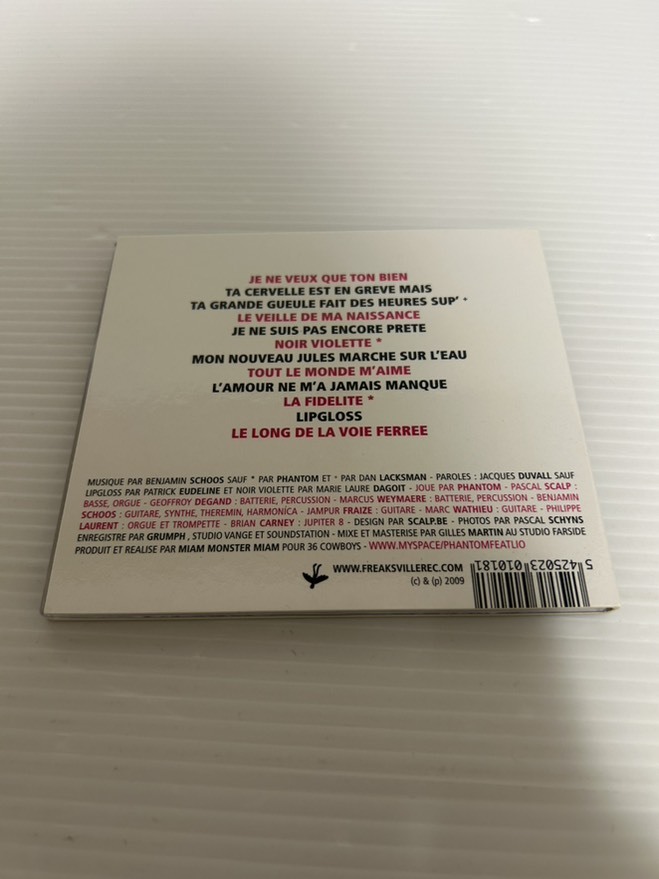 JE NE VEUX QUE TON BIEN
TA CERVELLE EST EN GREVE MAIS
TA GRANDE GUEULE FAIT DES HEURES SUP' +
LE VEILLE DE MA NAISSANCE
JE NE SUIS PAS ENCORE PRETE
NOIR VIOLETTE *
MON NOUVEAU JULES MARCHE SUR L'EAU
TOUT LE MONDE M'AIME
L'AMOUR NE M'A JAMAIS MANQUE
LA FIDELITE *
LIPGLOSS
LE LONG DE LA VOIE FERREE
MUSIQUE PAR BENJAMIN SCHOOS SAUF * PAR PHANTOM ET + PAR DAN LACKSMAN - PAROLES : JACQUES DUVALL SAUF
LIPGLOSS PAR PATRICK EUDELINE ET NOIR VIOLETTE PAR MARIE LAURE DAGOIT - JOUE PAR PHANTOM - PASCAL SCALP :
BASSE, ORGUE - GEOFFROY DEGAND : BATTERIE, PERCUSSION - MARCUS WEYMAERE : BATTERIE, PERCUSSION - BENJAMIN
SCHOOS : GUITARE, SYNTHE, THEREMIN, HARMONICA - JAMPUR FRAIZE : GUITARE - MARC WATHIEU : GUITARE - PHILIPPE
LAURENT : ORGUE ET TROMPETTE - BRIAN CARNEY : JUPITER 8 - DESIGN PAR SCALP.BE - PHOTOS PAR PASCAL SCHYNS
ENREGISTRE PAR GRUMPH , STUDIO VANGE ET SOUNDSTATION - MIXE ET MASTERISE PAR GILLES MARTIN AU STUDIO FARSIDE
PRODUIT ET REALISE PAR MIAM MONSTER MIAM POUR 36 COWBOYS - WWW.MYSPACE/PHANTOMFEATLIO
WWW.FREAKSVILLEREC.COM
(c) & (p) 2009
5 425023 010181